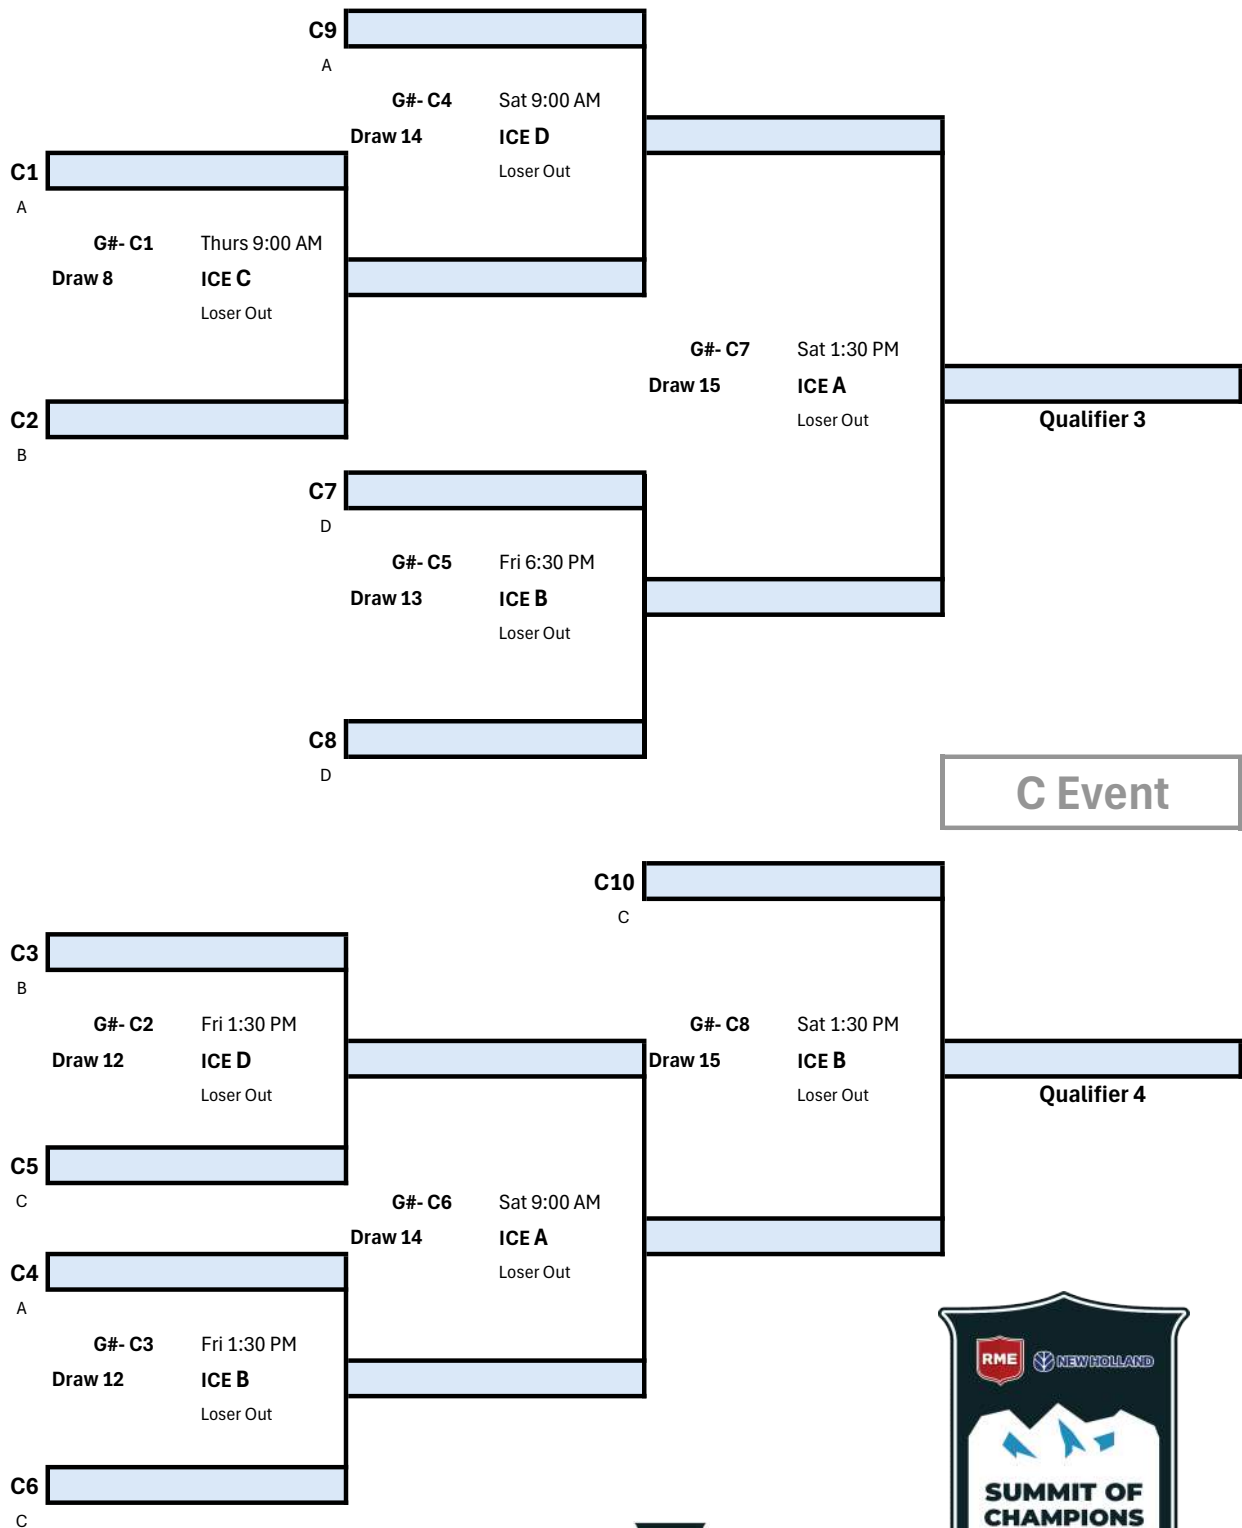 C9
A
G#- C4 Sat 9:00 AM
Draw 14 ICE D
Loser Out
C1
A
G#- C1 Thurs 9:00 AM
Draw 8 ICE C
Loser Out
C2
B
G#- C7 Sat 1:30 PM
Draw 15 ICE A
Loser Out
Qualifier 3
C7
D
G#- C5 Fri 6:30 PM
Draw 13 ICE B
Loser Out
C8
D
C Event
C10
C
C3
B
G#- C2 Fri 1:30 PM
Draw 12 ICE D
Loser Out
C5
C
G#- C8 Sat 1:30 PM
Draw 15 ICE B
Loser Out
Qualifier 4
G#- C6 Sat 9:00 AM
Draw 14 ICE A
Loser Out
C4
A
G#- C3 Fri 1:30 PM
Draw 12 ICE B
Loser Out
C6
C
RME NEW HOLLAND
SUMMIT OF
CHAMPIONS